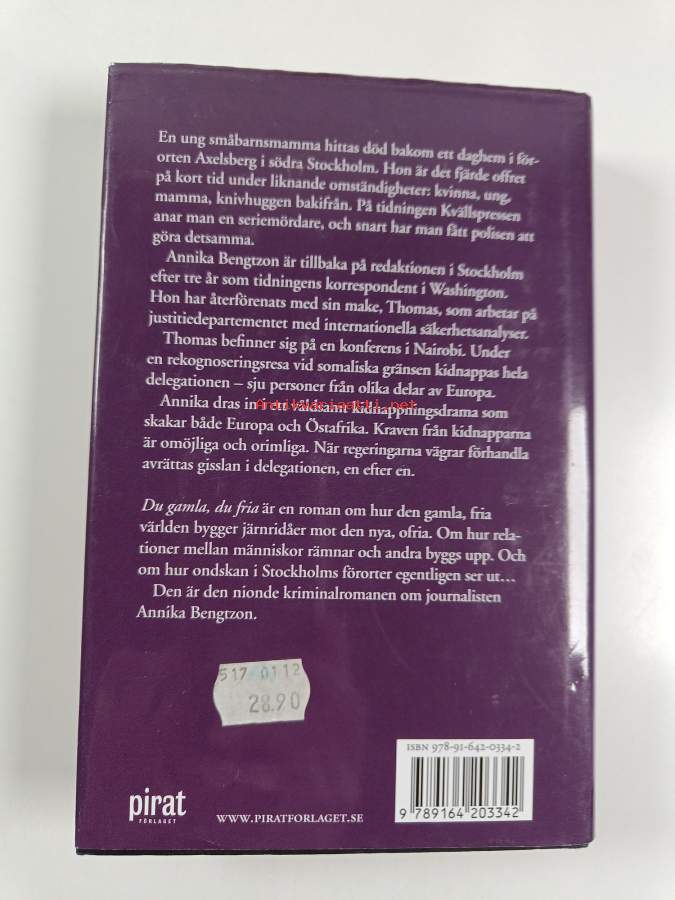 En ung småbarnsmamma hittas död bakom ett daghem i för-
orten Axelsberg i södra Stockholm. Hon är det fjärde offret
på kort tid under liknande omständigheter: kvinna, ung,
mamma, knivhuggen bakifrån. På tidningen Kvällspressen
anar man en seriemördare, och snart har man fått polisen att
göra detsamma.
Annika Bengtzon är tillbaka på redaktionen i Stockholm
efter tre år som tidningens korrespondent i Washington.
Hon har återförenats med sin make, Thomas, som arbetar på
justitiedepartementet med internationella säkerhetsanalyser.
Thomas befinner sig på en konferens i Nairobi. Under
en rekognoseringsresa vid somaliska gränsen kidnappas hela
delegationen – sju personer från olika delar av Europa.
Annika dras in i ett våldsamt kidnappningsdrama som
skakar både Europa och Östafrika. Kraven från kidnapparna
är omöjliga och orimliga. När regeringarna vägrar förhandla
avrättas gisslan i delegationen, en efter en.
Du gamla, du fria är en roman om hur den gamla, fria
världen bygger järnridåer mot den nya, ofria. Om hur rela-
tioner mellan människor rämnar och andra byggs upp. Och
om hur ondskan i Stockholms förorter egentligen ser ut…
Den är den nionde kriminalromanen om journalisten
Annika Bengtzon.
517 0112
28.90
ISBN 978-91-642-0334-2
9 789164 203342
pirat
FÖRLAGET
WWW.PIRATFORLAGET.SE